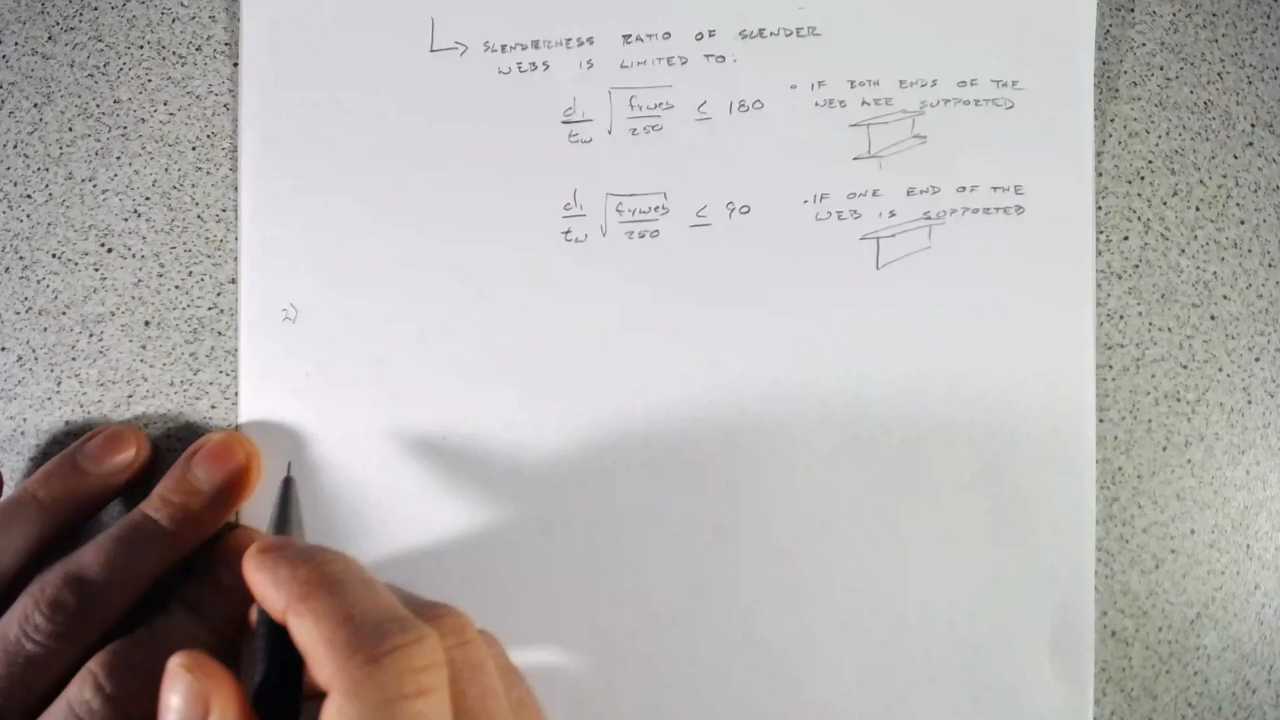 SLENDERNESS RATIO OF SLENDER
WEBS IS LIMITED TO:
d₁/tw √(fyweb/250) ≤ 180
• IF BOTH ENDS OF THE
WEB ARE SUPPORTED
d₁/tw √(fyweb/250) ≤ 90
• IF ONE END OF THE
WEB IS SUPPORTED
2)